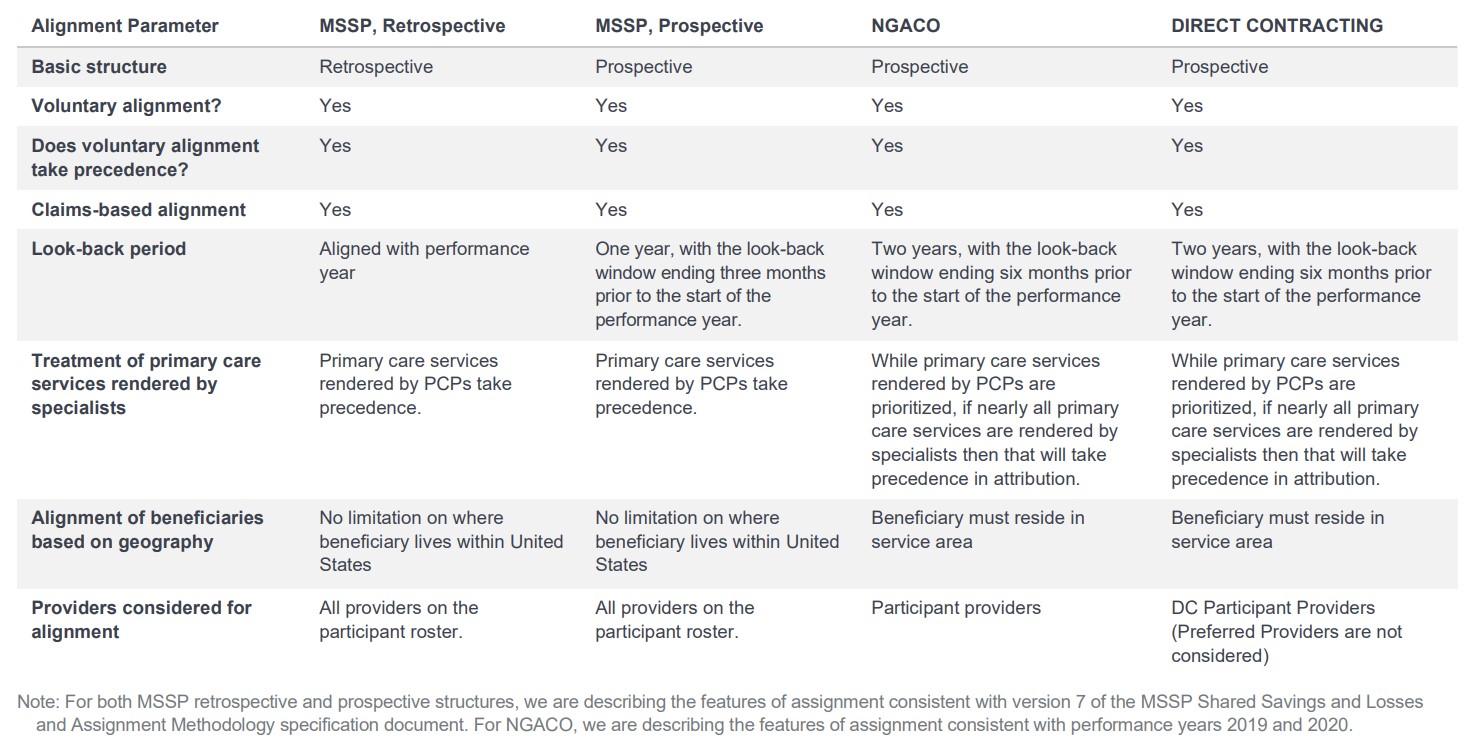 Alignment Parameter MSSP, Retrospective MSSP, Prospective NGACO DIRECT CONTRACTING
Basic structure Retrospective Prospective Prospective Prospective
Voluntary alignment? Yes Yes Yes Yes
Does voluntary alignment Yes Yes Yes Yes
take precedence?
Claims-based alignment Yes Yes Yes Yes
Look-back period Aligned with performance One year, with the look-back Two years, with the look-back Two years, with the look-back
year window ending three months window ending six months prior window ending six months prior
prior to the start of the to the start of the performance to the start of the performance
performance year. year. year.
Treatment of primary care Primary care services Primary care services While primary care services While primary care services
services rendered by rendered by PCPs take rendered by PCPs take rendered by PCPs are rendered by PCPs are
specialists precedence. precedence. prioritized, if nearly all primary prioritized, if nearly all primary
care services are rendered by care services are rendered by
specialists then that will take specialists then that will take
precedence in attribution. precedence in attribution.
Alignment of beneficiaries No limitation on where No limitation on where Beneficiary must reside in Beneficiary must reside in
based on geography beneficiary lives within United beneficiary lives within United service area service area
States States
Providers considered for All providers on the All providers on the Participant providers DC Participant Providers
alignment participant roster. participant roster. (Preferred Providers are not
considered)
Note: For both MSSP retrospective and prospective structures, we are describing the features of assignment consistent with version 7 of the MSSP Shared Savings and Losses
and Assignment Methodology specification document. For NGACO, we are describing the features of assignment consistent with performance years 2019 and 2020.